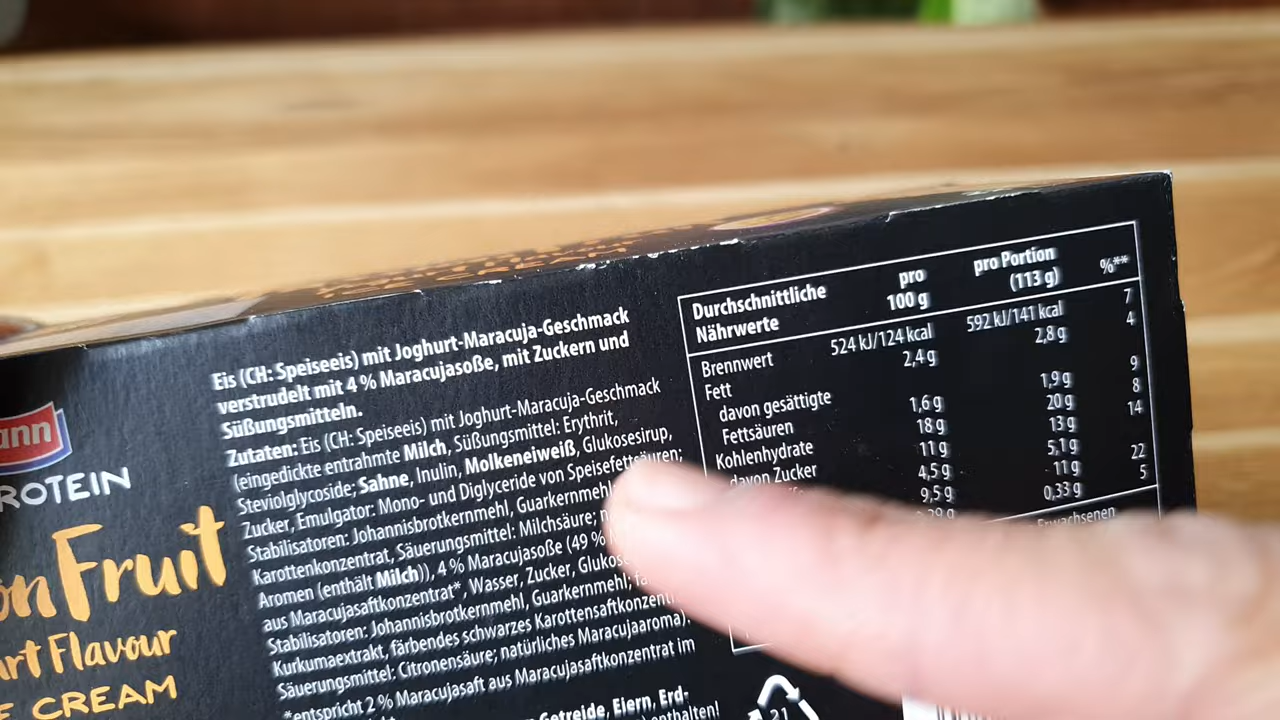 ann
ROTEIN
onFruit
urt Flavour
E CREAM
Eis (CH: Speiseeis) mit Joghurt-Maracuja-Geschmack
verstrudelt mit 4 % Maracujasoße, mit Zuckern und
Süßungsmitteln.
Zutaten: Eis (CH: Speiseeis) mit Joghurt-Maracuja-Geschmack
(eingedickte entrahmte Milch, Süßungsmittel: Erythrit,
Steviolglycoside; Sahne, Inulin, Molkeneiweiß, Glukosesirup,
Zucker, Emulgator: Mono- und Diglyceride von Speisefettsäuren;
Stabilisatoren: Johannisbrotkernmehl, Guarkernmehl
Karottenkonzentrat, Säuerungsmittel: Milchsäure;
Aromen (enthält Milch)), 4 % Maracujasoße (49 %
aus Maracujasaftkonzentrat*, Wasser, Zucker,
Stabilisatoren: Johannisbrotkernmehl, Guarkernmehl;
Kurkumaextrakt, färbendes schwarzes
Säuerungsmittel: Citronensäure; natürliches Maracujaaroma)
*entspricht 2 % Maracujasaft aus Maracujasaftkonzentrat im
Getreide, Eiern, Erd-
enthalten!
Durchschnittliche
Nährwerte
pro
100 g
pro Portion
(113 g)
%**
Brennwert 524 kJ/124 kcal 592 kJ/141 kcal 7
Fett 2,4 g 2,8 g 4
davon gesättigte
Fettsäuren 1,6 g 1,9 g 9
Kohlenhydrate 18 g 20 g 8
davon Zucker 11 g 13 g 14
4,5 g 5,1 g
9,5 g 11 g 22
0,33 g 5
Erwachsenen
21